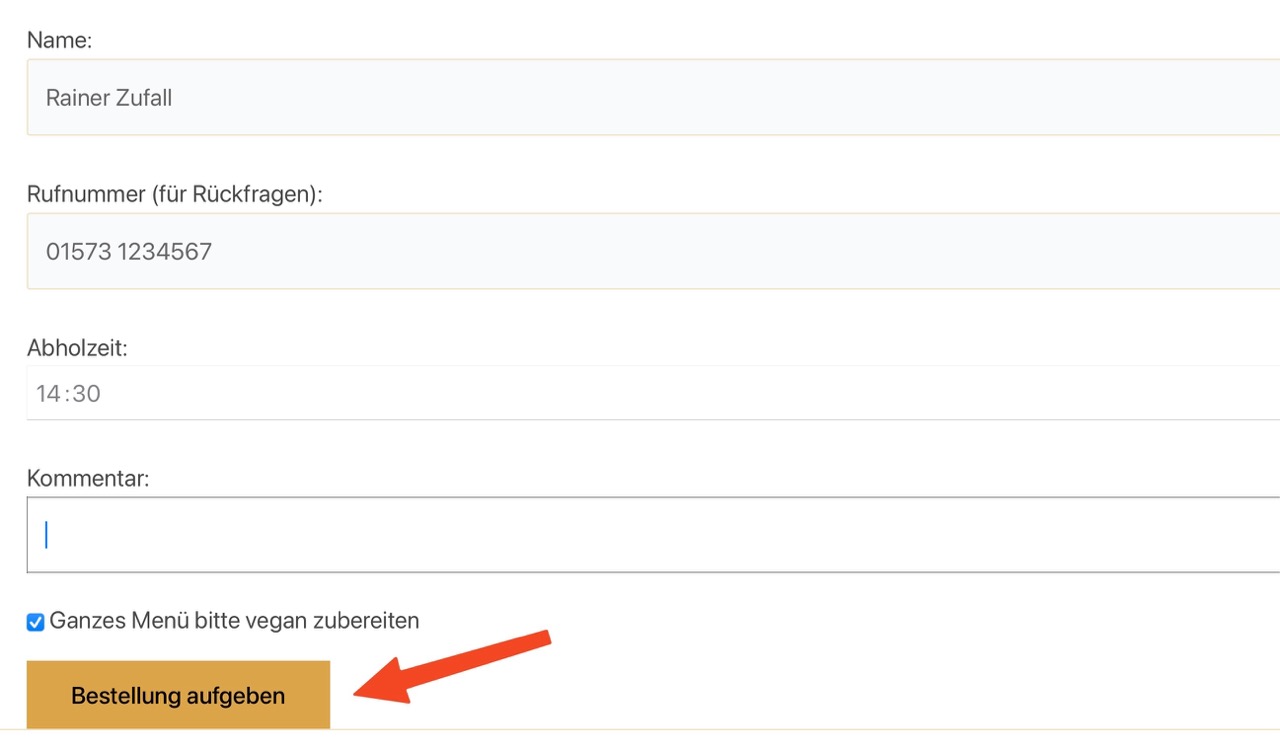 Name:
Rainer Zufall
Rufnummer (für Rückfragen):
01573 1234567
Abholzeit:
14:30
Kommentar:
Ganzes Menü bitte vegan zubereiten
Bestellung aufgeben